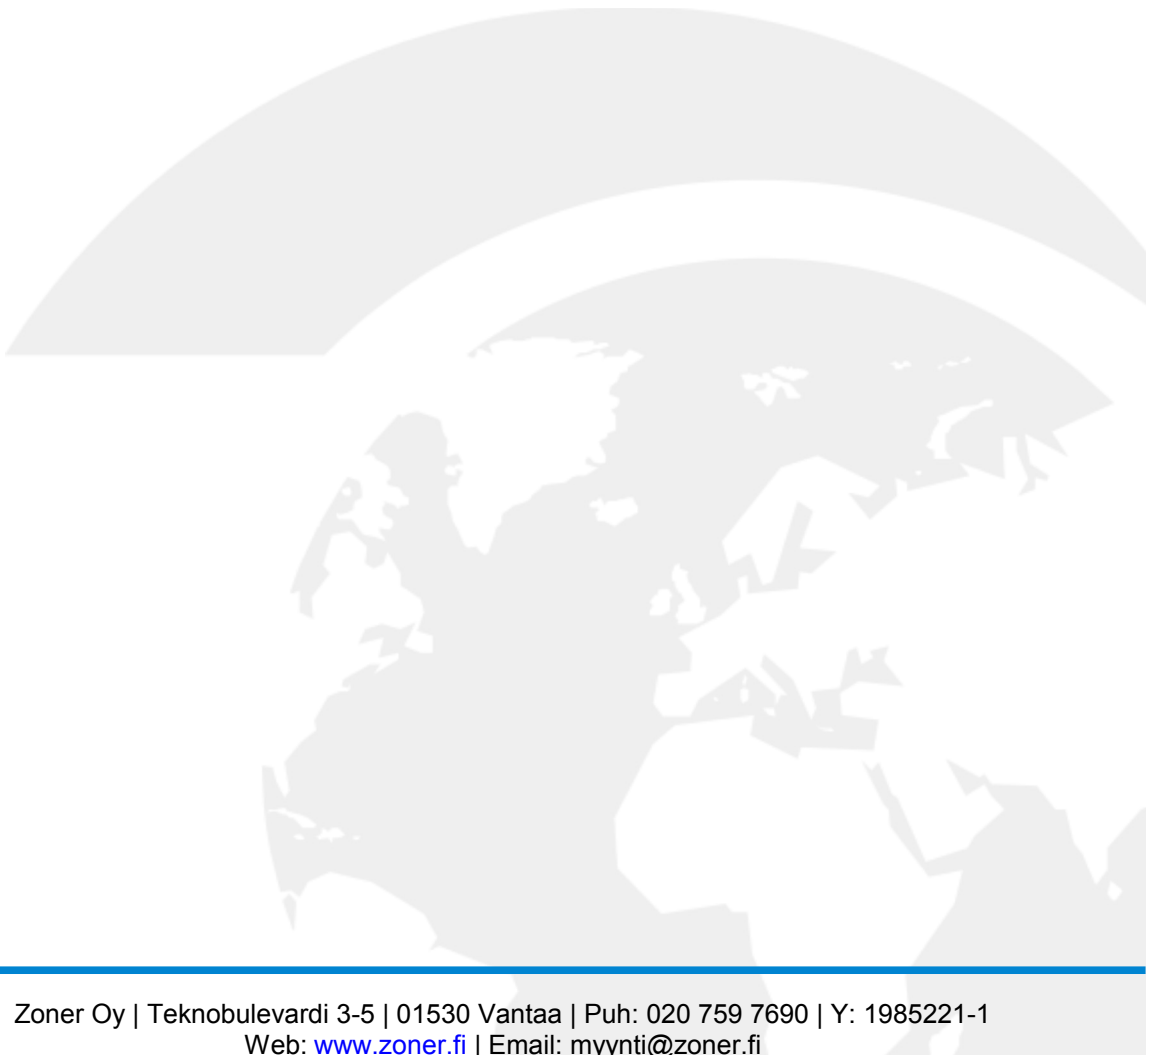 Zoner Oy | Teknobulevardi 3-5 | 01530 Vantaa | Puh: 020 759 7690 | Y: 1985221-1
Web: www.zoner.fi | Email: myynti@zoner.fi